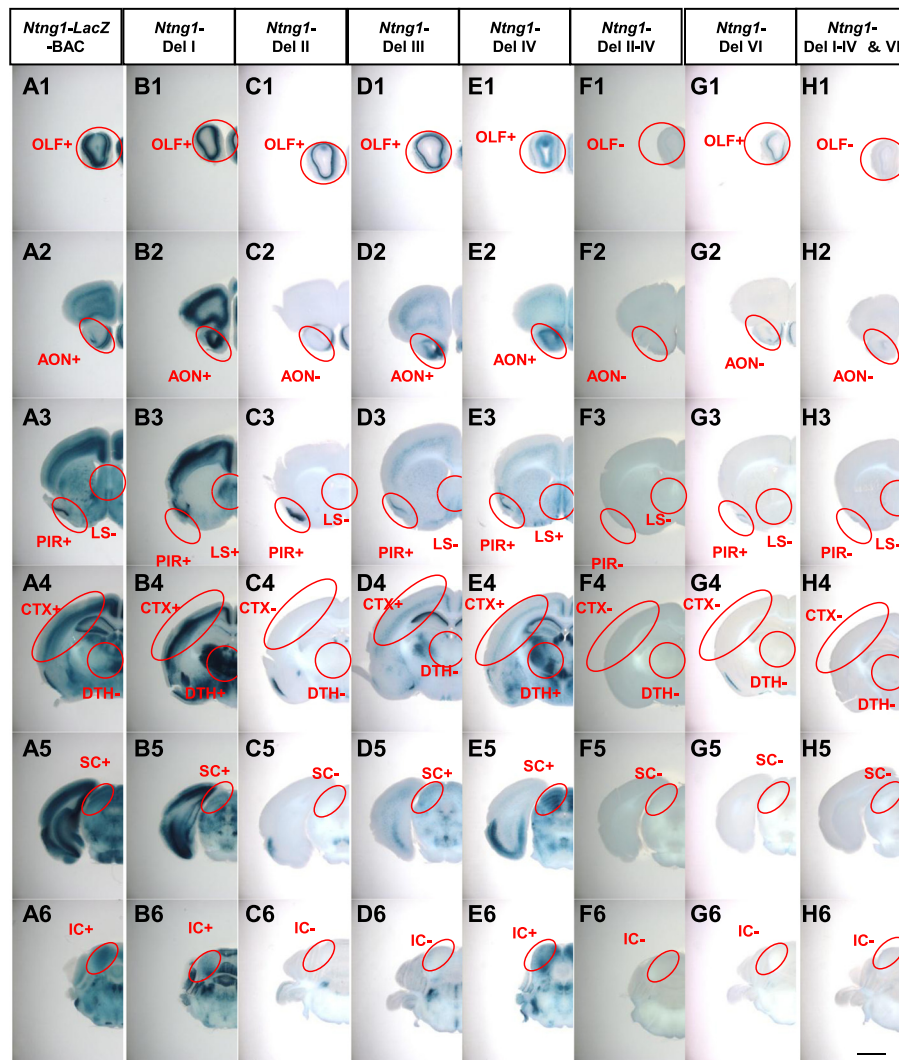 Ntng1-LacZ
-BAC
Ntng1-
Del I
Ntng1-
Del II
Ntng1-
Del III
Ntng1-
Del IV
Ntng1-
Del II-IV
Ntng1-
Del VI
Ntng1-
Del I-IV & VI
A1 B1 C1 D1 E1 F1 G1 H1
OLF+ OLF+ OLF+ OLF+ OLF+ OLF- OLF+ OLF-
A2 B2 C2 D2 E2 F2 G2 H2
AON+ AON+ AON- AON+ AON+ AON- AON- AON-
A3 B3 C3 D3 E3 F3 G3 H3
LS- LS+ LS- LS- LS+ LS- LS- LS-
PIR+ PIR+ PIR+ PIR+ PIR+ PIR- PIR+ PIR-
A4 B4 C4 D4 E4 F4 G4 H4
CTX+ CTX+ CTX- CTX+ CTX+ CTX- CTX- CTX-
DTH- DTH+ DTH- DTH- DTH+ DTH- DTH- DTH-
A5 B5 C5 D5 E5 F5 G5 H5
SC+ SC+ SC- SC+ SC+ SC- SC- SC-
A6 B6 C6 D6 E6 F6 G6 H6
IC+ IC+ IC- IC- IC+ IC- IC- IC-